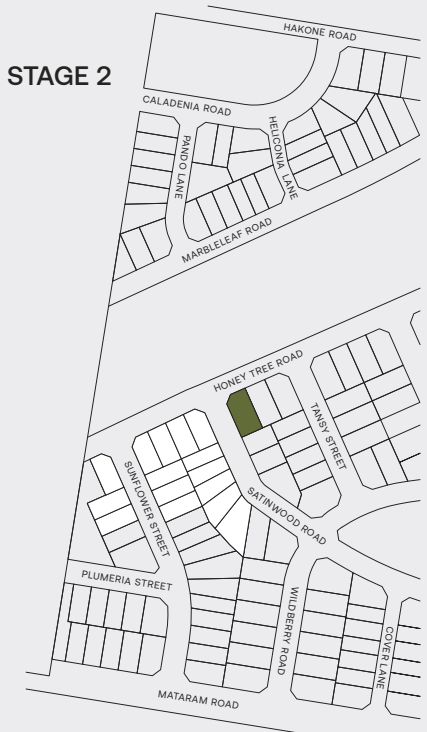 HAKONE ROAD
STAGE 2
CALADENIA ROAD
PANDO LANE
HELICONIA LANE
MARBLELEAF ROAD
HONEY TREE ROAD
TANSY STREET
SUNFLOWER STREET
SATINWOOD ROAD
PLUMERIA STREET
WILDBERRY ROAD
COVER LANE
MATARAM ROAD